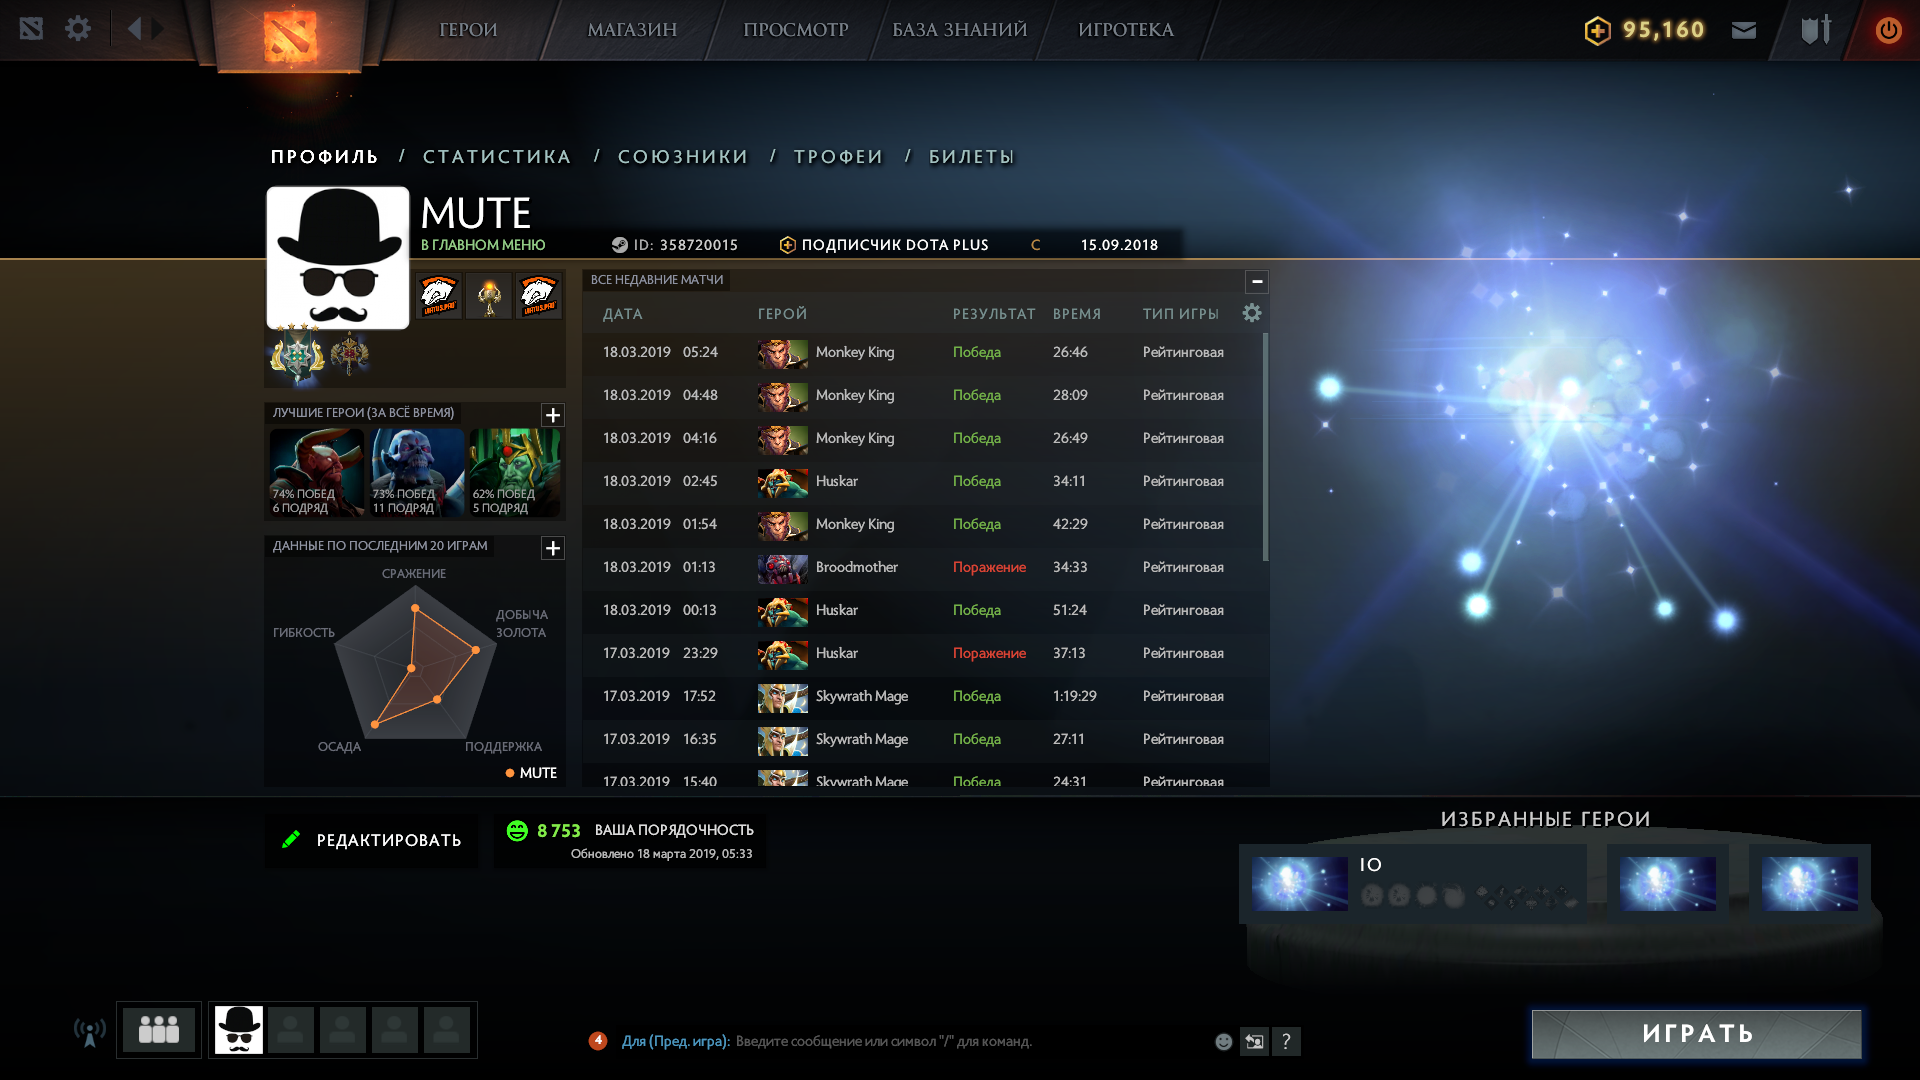 ГЕРОИ МАГАЗИН ПРОСМОТР БАЗА ЗНАНИЙ ИГРОТЕКА 95,160
ПРОФИЛЬ / СТАТИСТИКА / СОЮЗНИКИ / ТРОФЕИ / БИЛЕТЫ
MUTE
В ГЛАВНОМ МЕНЮ ID: 358720015 ПОДПИСЧИК DOTA PLUS С 15.09.2018
VIRTUS.PRO VIRTUS.PRO
ЛУЧШИЕ ГЕРОИ (ЗА ВСЁ ВРЕМЯ)
74% ПОБЕД 73% ПОБЕД 62% ПОБЕД
6 ПОДРЯД 11 ПОДРЯД 5 ПОДРЯД
ДАННЫЕ ПО ПОСЛЕДНИМ 20 ИГРАМ
СРАЖЕНИЕ
ДОБЫЧА
ЗОЛОТА
ГИБКОСТЬ
ОСАДА
ПОДДЕРЖКА
MUTE
ВСЕ НЕДАВНИЕ МАТЧИ
ДАТА ГЕРОЙ РЕЗУЛЬТАТ ВРЕМЯ ТИП ИГРЫ
18.03.2019 05:24 Monkey King Победа 26:46 Рейтинговая
18.03.2019 04:48 Monkey King Победа 28:09 Рейтинговая
18.03.2019 04:16 Monkey King Победа 26:49 Рейтинговая
18.03.2019 02:45 Huskar Победа 34:11 Рейтинговая
18.03.2019 01:54 Monkey King Победа 42:29 Рейтинговая
18.03.2019 01:13 Broodmother Поражение 34:33 Рейтинговая
18.03.2019 00:13 Huskar Победа 51:24 Рейтинговая
17.03.2019 23:29 Huskar Поражение 37:13 Рейтинговая
17.03.2019 17:52 Skywrath Mage Победа 1:19:29 Рейтинговая
17.03.2019 16:35 Skywrath Mage Победа 27:11 Рейтинговая
17.03.2019 15:40 Skywrath Mage Победа 24:31 Рейтинговая
РЕДАКТИРОВАТЬ
8 753 ВАША ПОРЯДОЧНОСТЬ
Обновлено 18 марта 2019, 05:33
ИЗБРАННЫЕ ГЕРОИ
IO
4 Для (Пред. игра): Введите сообщение или символ "/" для команд. ?
ИГРАТЬ